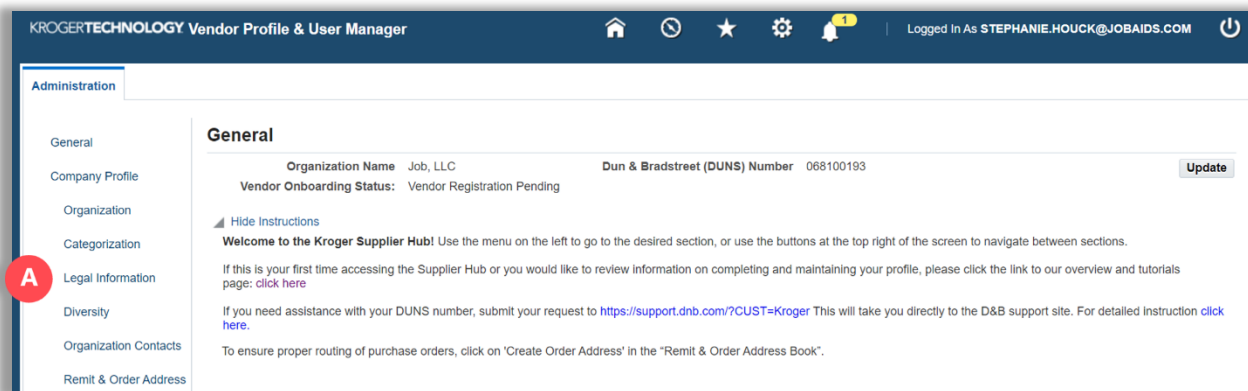 KROGERTECHNOLOGY. Vendor Profile & User Manager
1
Logged In As STEPHANIE.HOUCK@JOBAIDS.COM
Administration
General
Company Profile
Organization
Categorization
A
Legal Information
Diversity
Organization Contacts
Remit & Order Address
General
Organization Name Job, LLC
Dun & Bradstreet (DUNS) Number 068100193
Update
Vendor Onboarding Status: Vendor Registration Pending
Hide Instructions
Welcome to the Kroger Supplier Hub! Use the menu on the left to go to the desired section, or use the buttons at the top right of the screen to navigate between sections.
If this is your first time accessing the Supplier Hub or you would like to review information on completing and maintaining your profile, please click the link to our overview and tutorials
page: click here
If you need assistance with your DUNS number, submit your request to https://support.dnb.com/?CUST=Kroger This will take you directly to the D&B support site. For detailed instruction click
here.
To ensure proper routing of purchase orders, click on 'Create Order Address' in the “Remit & Order Address Book”.